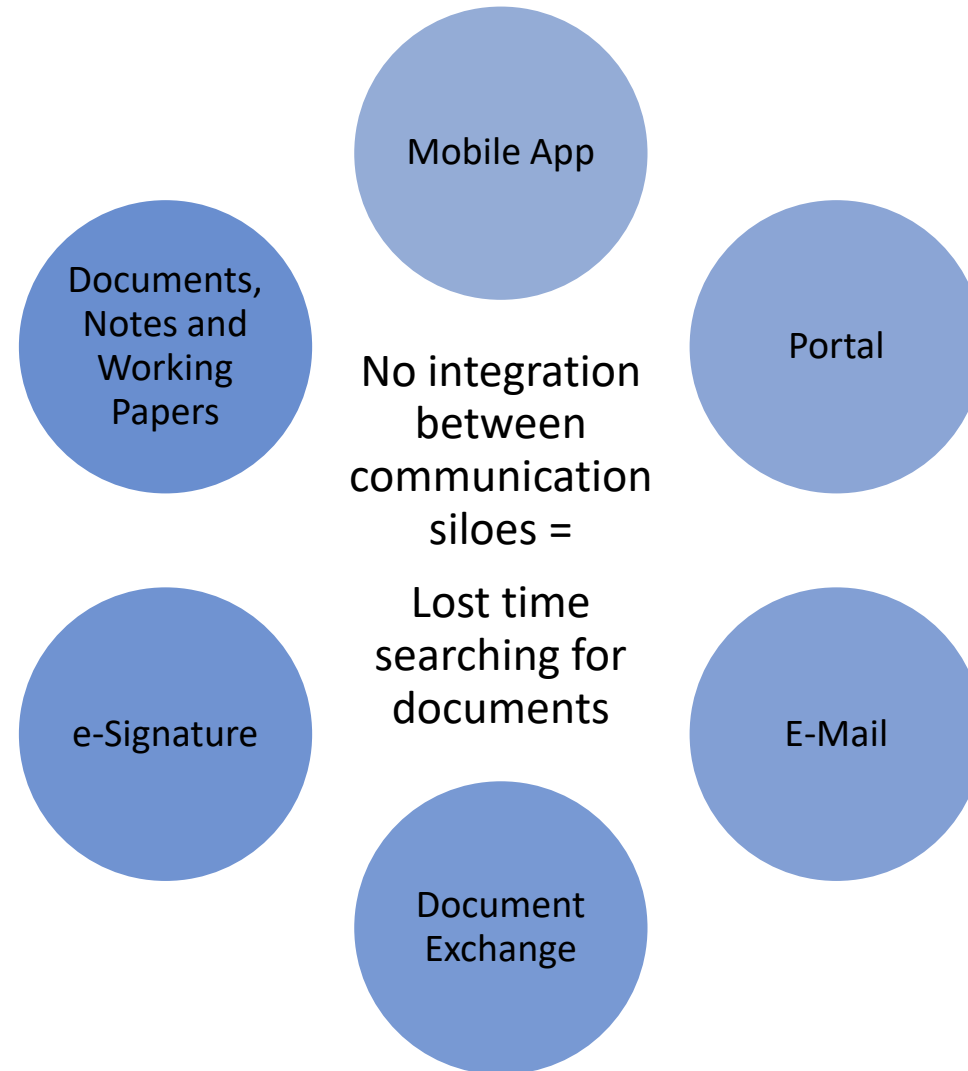 Mobile App
Documents,
Notes and
Working
Papers
Portal
No integration
between
communication
siloes =
Lost time
searching for
documents
e-Signature
E-Mail
Document
Exchange